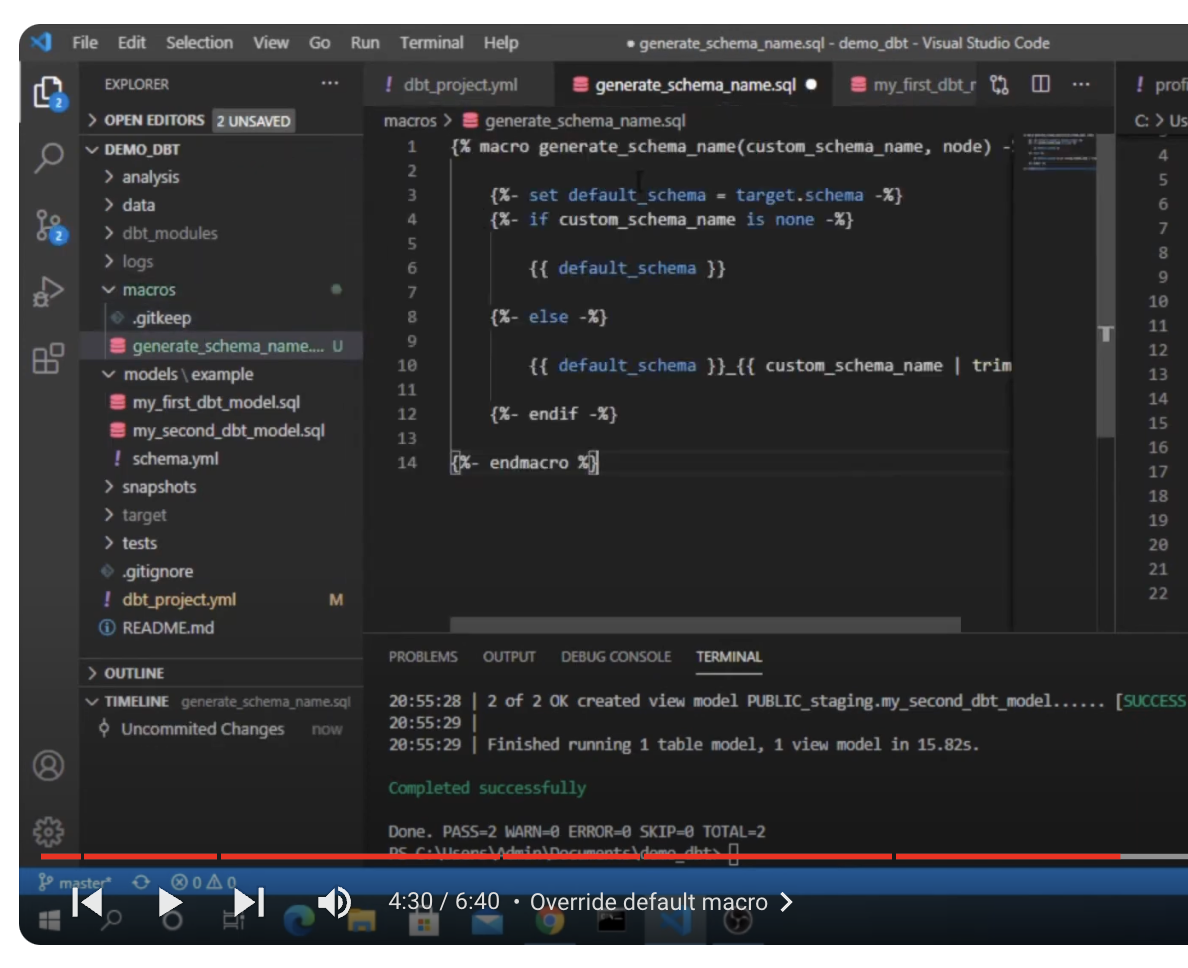 File Edit Selection View Go Run Terminal Help ● generate_schema_name.sql - demo_dbt - Visual Studio Code
EXPLORER ···
OPEN EDITORS 2 UNSAVED
DEMO_DBT
analysis
data
dbt_modules
logs
macros
.gitkeep
generate_schema_name.... U
models \ example
my_first_dbt_model.sql
my_second_dbt_model.sql
! schema.yml
snapshots
target
tests
.gitignore
! dbt_project.yml M
README.md
OUTLINE
TIMELINE generate_schema_name.sql
Uncommited Changes now
2
2
! dbt_project.yml generate_schema_name.sql ● my_first_dbt_r ··· ! profi
macros > generate_schema_name.sql C: > Us
1 {% macro generate_schema_name(custom_schema_name, node) -
2
3 {%- set default_schema = target.schema -%}
4 {%- if custom_schema_name is none -%}
5
6 {{ default_schema }}
7
8 {%- else -%}
9
10 {{ default_schema }}_{{ custom_schema_name | trim
11
12 {%- endif -%}
13
14 {%- endmacro %}
4
5
6
7
8
9
10
11
12
13
14
15
16
17
18
19
20
21
22
PROBLEMS OUTPUT DEBUG CONSOLE TERMINAL
20:55:28 | 2 of 2 OK created view model PUBLIC_staging.my_second_dbt_model...... [SUCCESS
20:55:29 |
20:55:29 | Finished running 1 table model, 1 view model in 15.82s.
Completed successfully
Done. PASS=2 WARN=0 ERROR=0 SKIP=0 TOTAL=2
PS C:\Users\Admin\Documents\demo_dbt>
master* 0 0
4:30 / 6:40 • Override default macro >